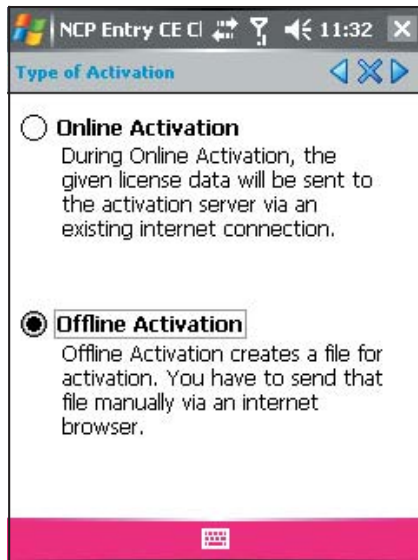 NCP Entry CE Cl 11:32
Type of Activation
Online Activation
During Online Activation, the
given license data will be sent to
the activation server via an
existing internet connection.
Offline Activation
Offline Activation creates a file for
activation. You have to send that
file manually via an internet
browser.